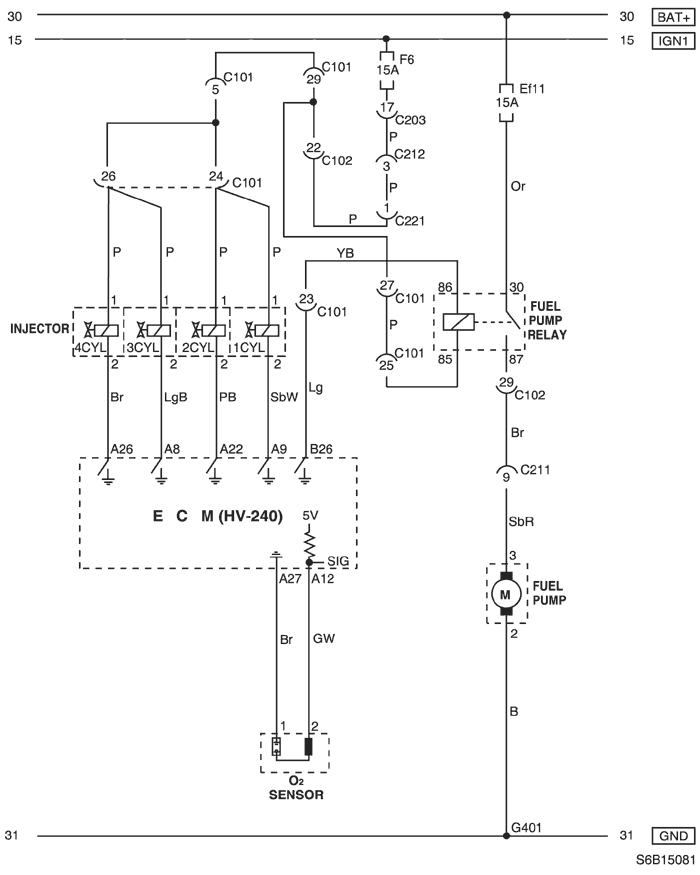 30 30 BAT+
15 15 IGN1
C101 C101 F6
5 29 15A Ef11
15A
17
C203
22 P
C102 C212
26 24 C101 3
P Or
1
P C221
P P P P YB
86 30
27
C101
23
C101
1 1 1 1
INJECTOR
4CYL 3CYL 2CYL 1CYL
2 2 2 2
P
FUEL
PUMP
RELAY
C101
25
85 87
29
C102
Br LgB PB SbW Lg
Br
A26 A8 A22 A9 B26
C211
9
E C M (HV-240) 5V
SbR
SIG
3
A27 A12
M
FUEL
PUMP
2
Br GW
B
1 2
O2
SENSOR
G401
31 31 GND
S6B15081